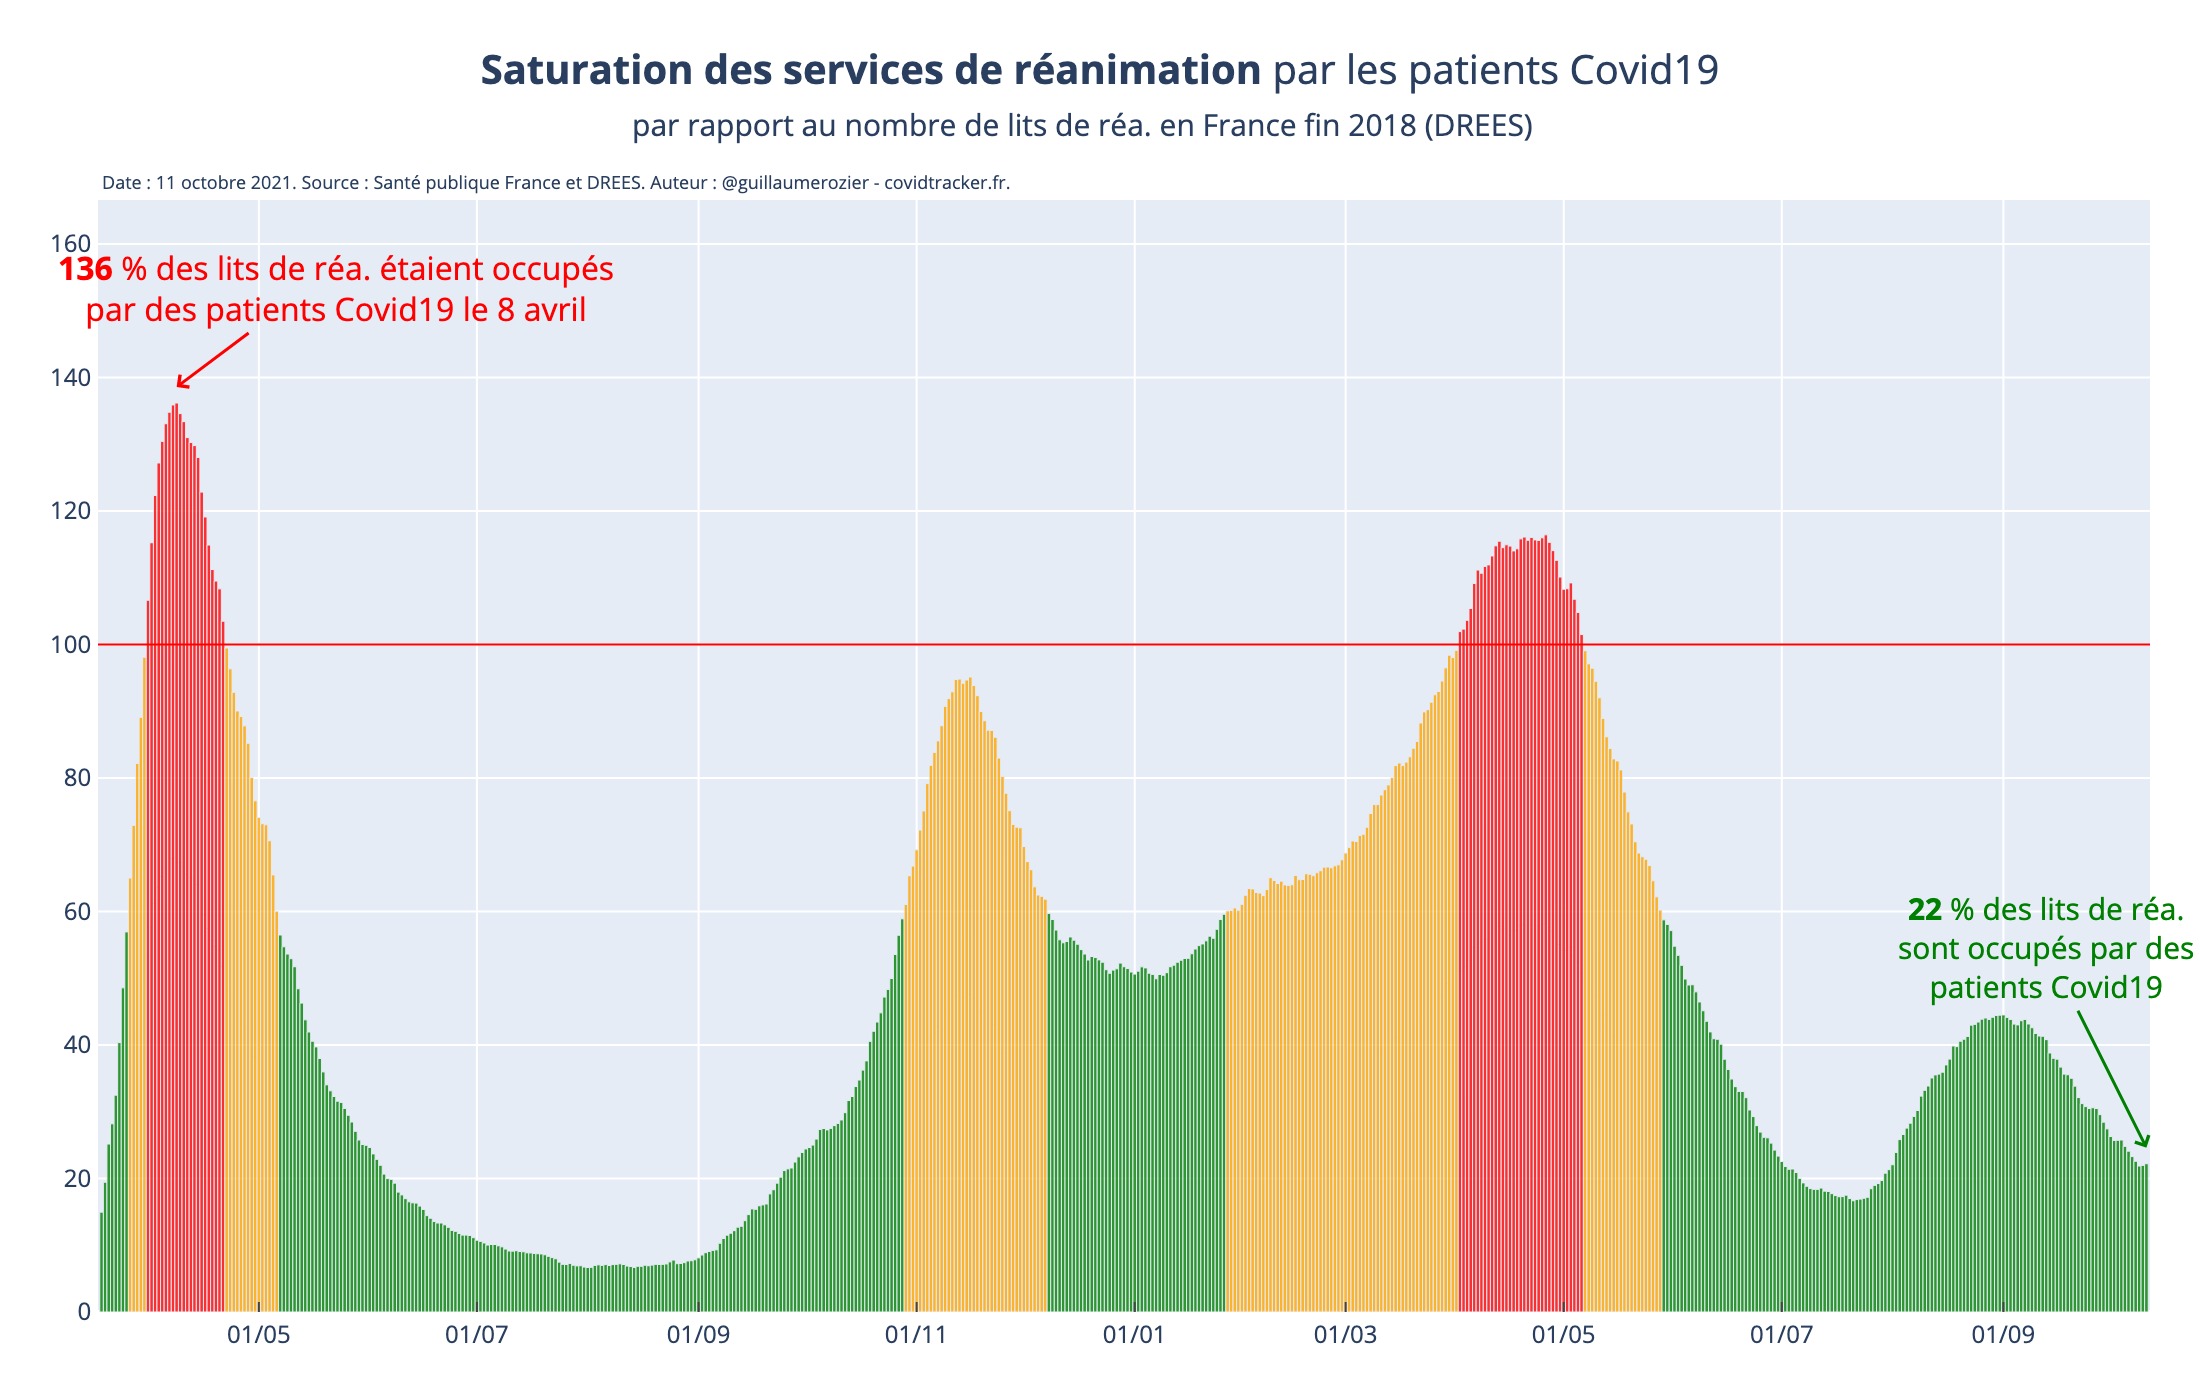 Saturation des services de réanimation par les patients Covid19
par rapport au nombre de lits de réa. en France fin 2018 (DREES)
Date : 11 octobre 2021. Source : Santé publique France et DREES. Auteur : @guillaumerozier - covidtracker.fr.
160
136 % des lits de réa. étaient occupés
par des patients Covid19 le 8 avril
140
120
100
80
60
22 % des lits de réa.
sont occupés par des
patients Covid19
40
20
0
01/05 01/07 01/09 01/11 01/01 01/03 01/05 01/07 01/09